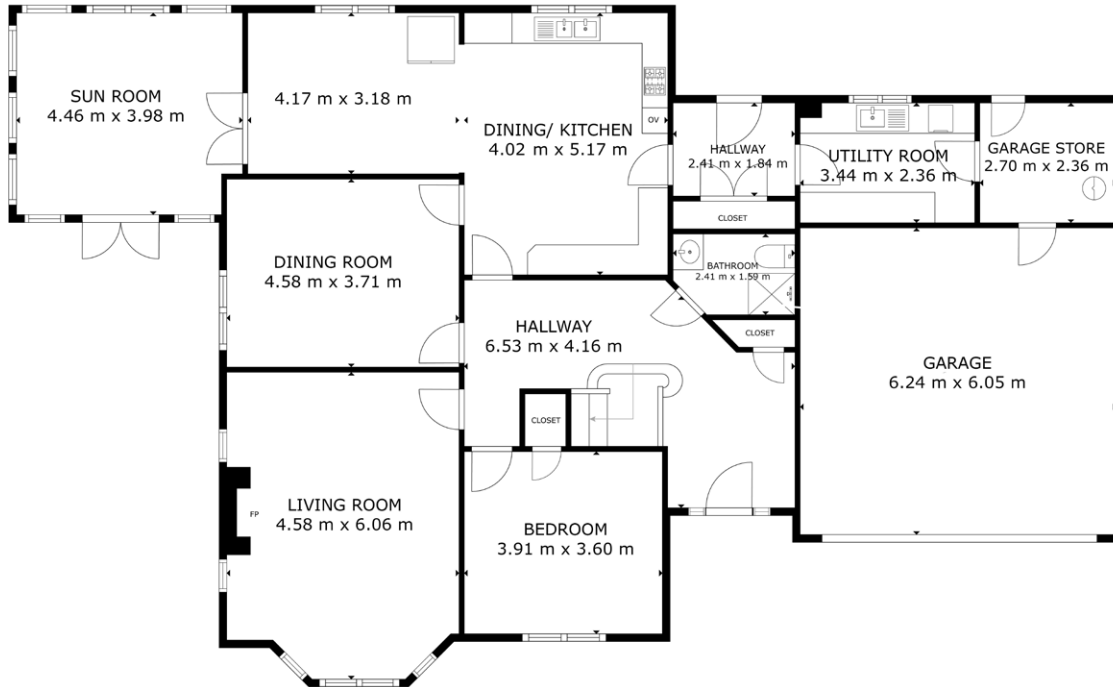 SUN ROOM
4.46 m x 3.98 m
4.17 m x 3.18 m
DINING/ KITCHEN
4.02 m x 5.17 m
OV
HALLWAY
2.41 m x 1.84 m
UTILITY ROOM
3.44 m x 2.36 m
GARAGE STORE
2.70 m x 2.36 m
CLOSET
DINING ROOM
4.58 m x 3.71 m
BATHROOM
2.41 m x 1.59 m
HALLWAY
6.53 m x 4.16 m
CLOSET
GARAGE
6.24 m x 6.05 m
CLOSET
LIVING ROOM
4.58 m x 6.06 m
FP
BEDROOM
3.91 m x 3.60 m